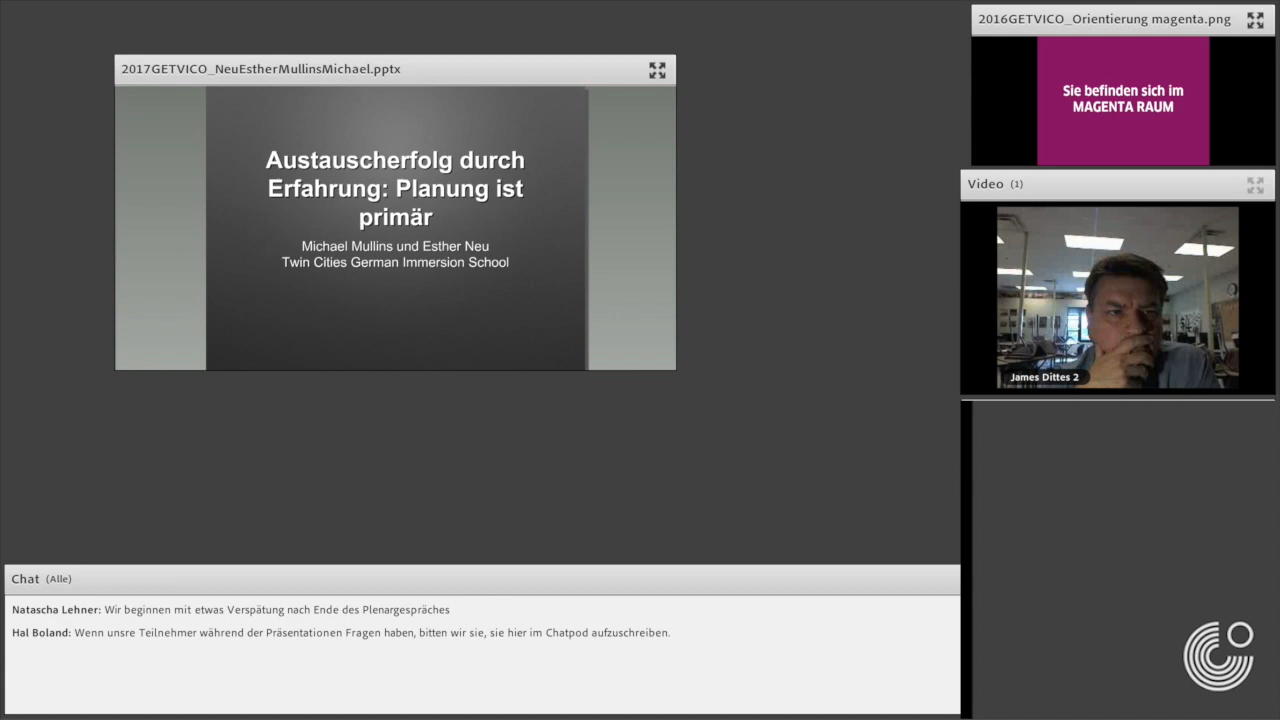 2017GETVICO_NeuEstherMullinsMichael.pptx
Austauscherfolg durch
Erfahrung: Planung ist
primär
Michael Mullins und Esther Neu
Twin Cities German Immersion School
2016GETVICO_Orientierung magenta.png
Sie befinden sich im
MAGENTA RAUM
Video (1)
James Dittes 2
Chat (Alle)
Natascha Lehner: Wir beginnen mit etwas Verspätung nach Ende des Plenargespräches
Hal Boland: Wenn unsre Teilnehmer während der Präsentationen Fragen haben, bitten wir sie, sie hier im Chatpod aufzuschreiben.